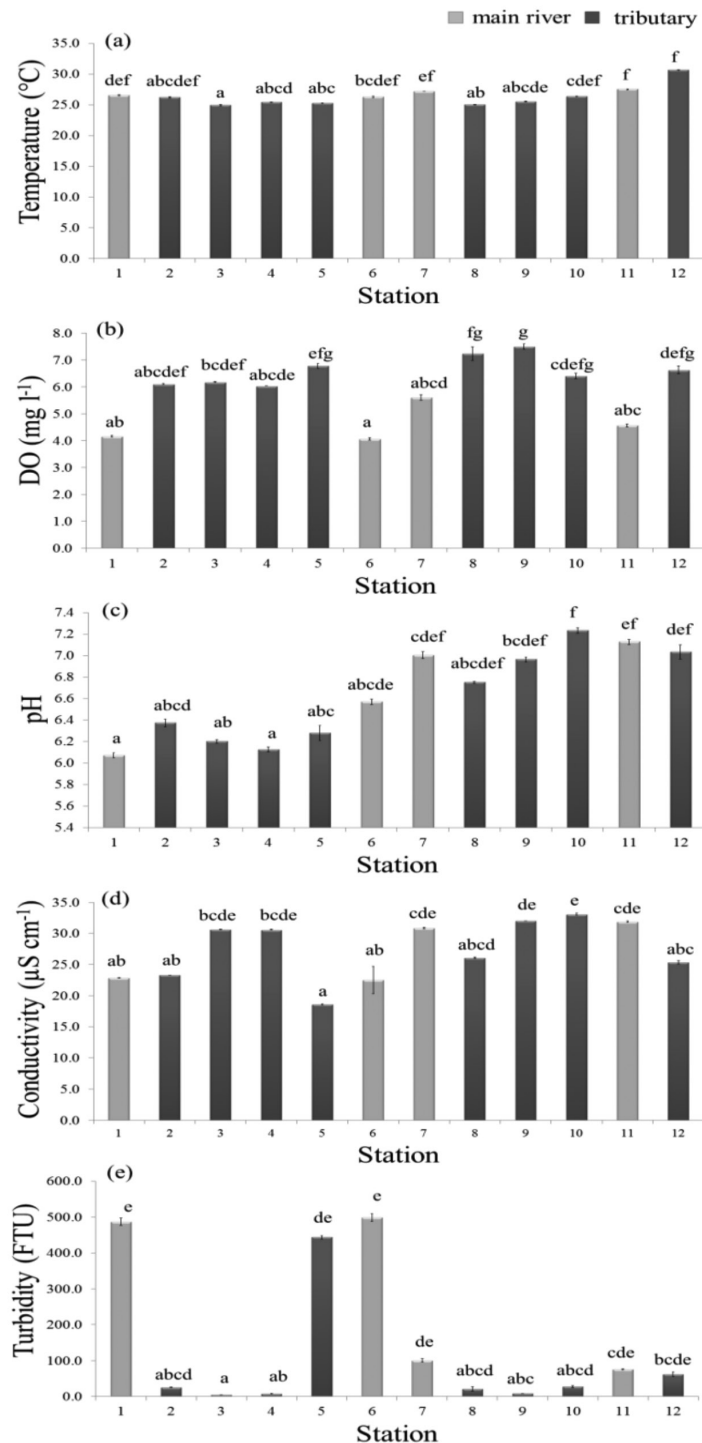 main river tributary
(a)
Temperature (°C)
35.0
30.0
25.0
20.0
15.0
10.0
5.0
0.0
def abcdef a abcd abc bcdef ef ab abcde cdef f f
1 2 3 4 5 6 7 8 9 10 11 12
Station
(b)
DO (mg l-1)
8.0
7.0
6.0
5.0
4.0
3.0
2.0
1.0
0.0
ab abcdef bcdef abcde efg a abcd fg g cdefg abc defg
1 2 3 4 5 6 7 8 9 10 11 12
Station
(c)
pH
7.4
7.2
7.0
6.8
6.6
6.4
6.2
6.0
5.8
5.6
5.4
a abcd ab a abc abcde cdef abcdef bcdef f ef def
1 2 3 4 5 6 7 8 9 10 11 12
Station
(d)
Conductivity (µS cm-1)
35.0
30.0
25.0
20.0
15.0
10.0
5.0
0.0
ab ab bcde bcde a ab cde abcd de e cde abc
1 2 3 4 5 6 7 8 9 10 11 12
Station
(e)
Turbidity (FTU)
600.0
500.0
400.0
300.0
200.0
100.0
0.0
e abcd a ab de e de abcd abc abcd cde bcde
1 2 3 4 5 6 7 8 9 10 11 12
Station